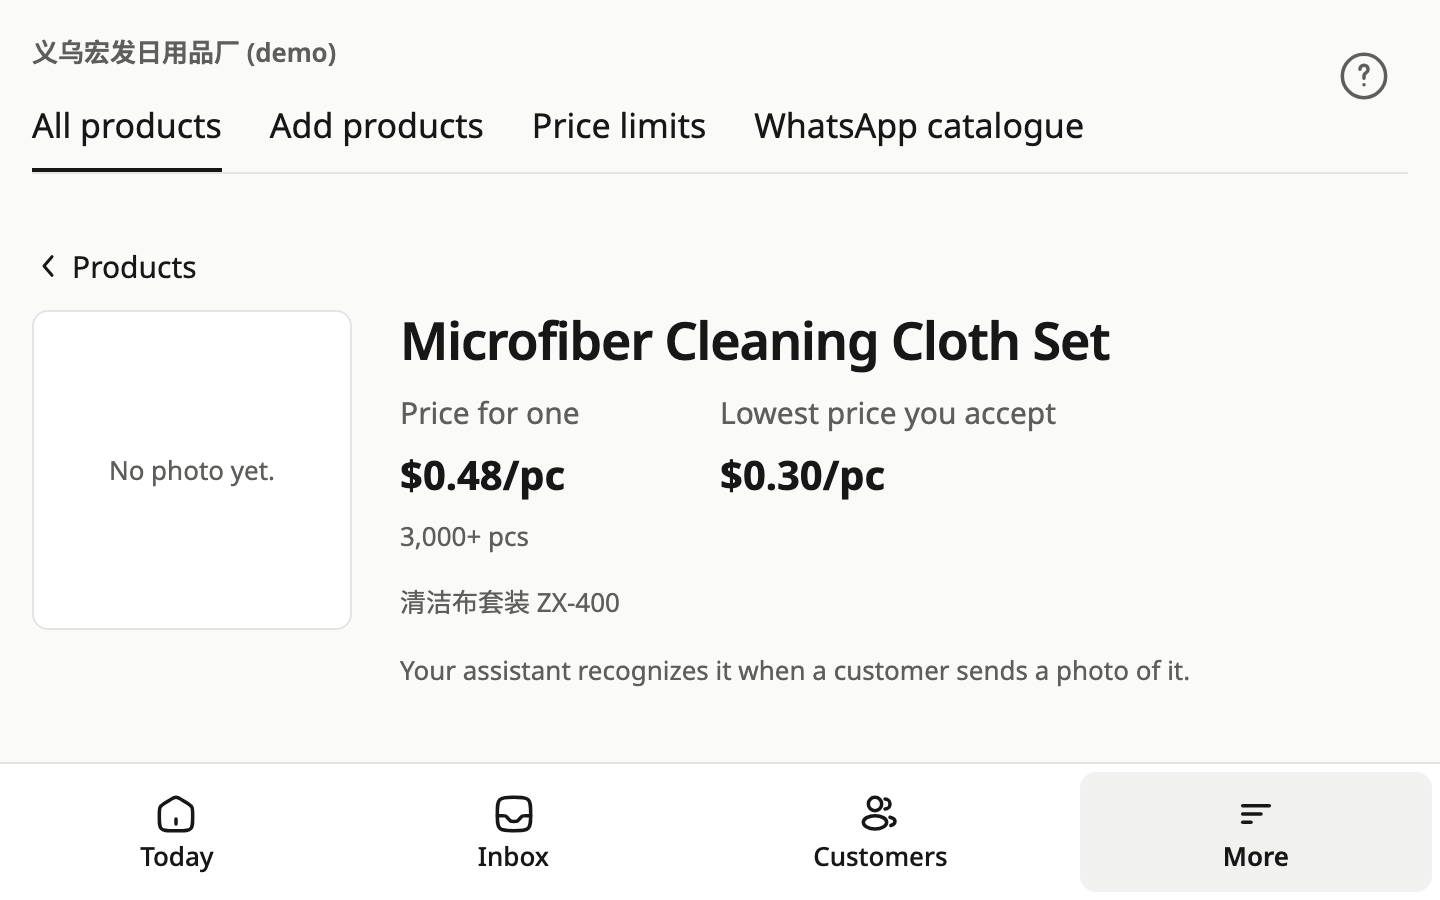 义乌宏发日用品厂 (demo)
?
All products
Add products
Price limits
WhatsApp catalogue
Products
No photo yet.
Microfiber Cleaning Cloth Set
Price for one
Lowest price you accept
$0.48/pc
$0.30/pc
3,000+ pcs
清洁布套装 ZX-400
Your assistant recognizes it when a customer sends a photo of it.
Today
Inbox
Customers
More